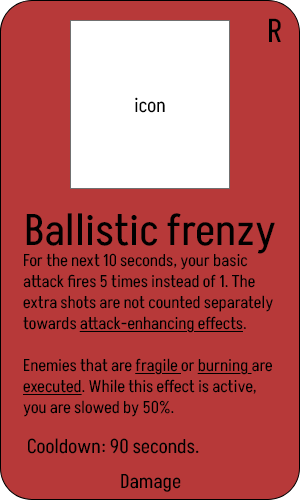 R
icon
Ballistic frenzy
For the next 10 seconds, your basic
attack fires 5 times instead of 1. The
extra shots are not counted separately
towards attack-enhancing effects.
Enemies that are fragile or burning are
executed. While this effect is active,
you are slowed by 50%.
Cooldown: 90 seconds.
Damage